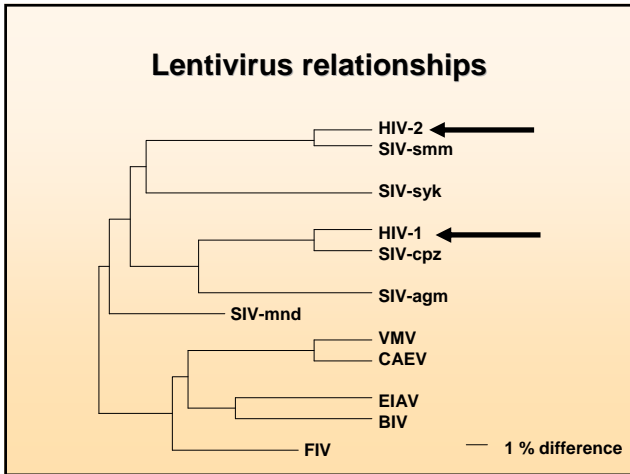 Lentivirus relationships
HIV-2
SIV-smm
SIV-syk
HIV-1
SIV-cpz
SIV-agm
SIV-mnd
VMV
CAEV
EIAV
BIV
FIV
1 % difference